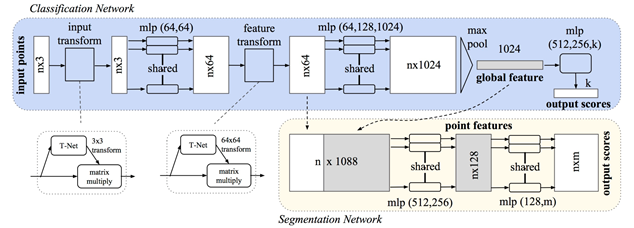 Classification Network
input points
nx3
input
transform
nx3
mlp (64,64)
shared
nx64
feature
transform
nx64
mlp (64,128,1024)
shared
nx1024
max
pool
1024
global feature
mlp
(512,256,k)
k
output scores
T-Net
3x3
transform
matrix
multiply
T-Net
64x64
transform
matrix
multiply
point features
n x 1088
shared
mlp (512,256)
nx128
shared
mlp (128,m)
nxm
output scores
Segmentation Network